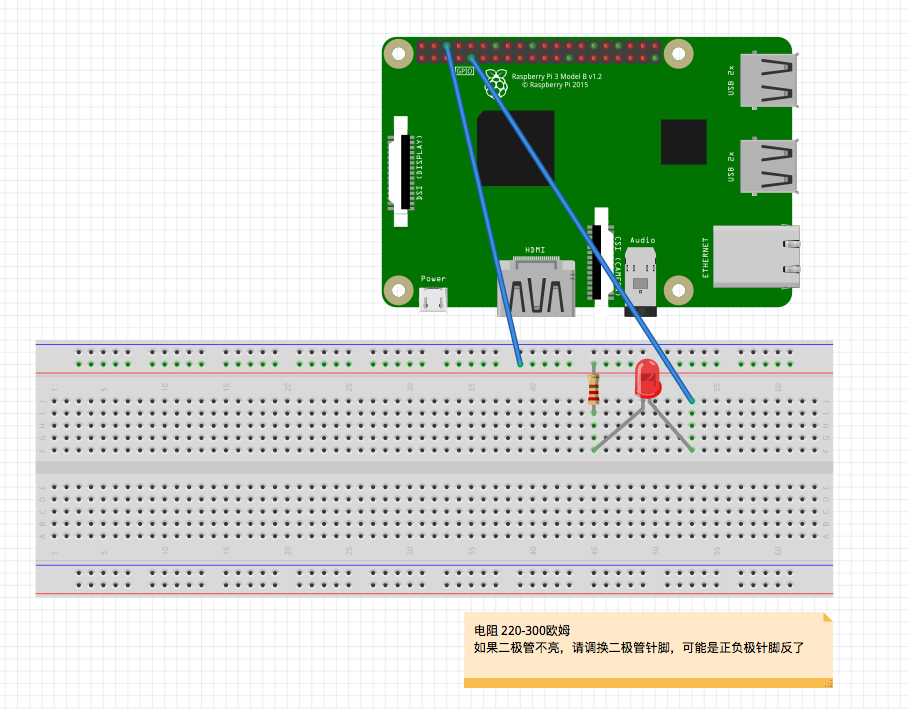 GPIO
Raspberry Pi 3 Model B v1.2
© Raspberry Pi 2015
USB 2x
DSI (DISPLAY)
USB 2x
Audio
ETHERNET
HDMI
Power
1 5 10 15 20 25 30 35 40 45 50 55 60
J
I
H
G
F
E
D
C
B
A
1 5 10 15 20 25 30 35 40 45 50 55 60
电阻 220-300欧姆
如果二极管不亮，请调换二极管针脚，可能是正负极针脚反了